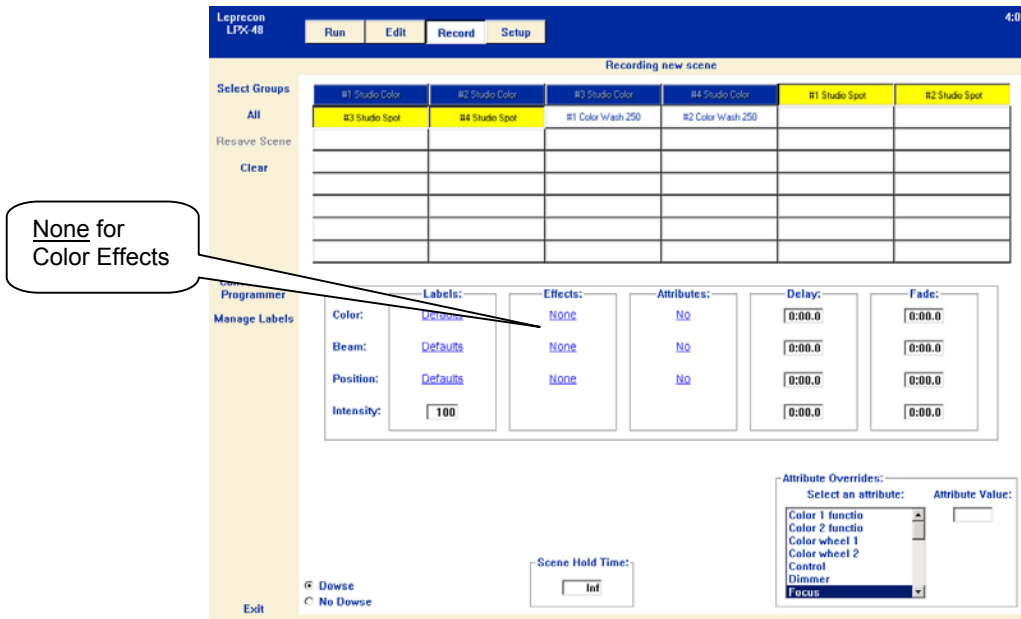 Leprecon
LPX-48
Run Edit Record Setup
4:0
Recording new scene
Select Groups
All
Resave Scene
Clear
#1 Studio Color #2 Studio Color #3 Studio Color #4 Studio Color #1 Studio Spot #2 Studio Spot
#3 Studio Spot #4 Studio Spot #1 Color Wash 250 #2 Color Wash 250
None for
Color Effects
Programmer
Manage Labels
Labels: Effects: Attributes: Delay: Fade:
Color: Defaults None No 0:00.0 0:00.0
Beam: Defaults None No 0:00.0 0:00.0
Position: Defaults None No 0:00.0 0:00.0
Intensity: 100 0:00.0 0:00.0
Attribute Overrides:
Select an attribute: Attribute Value:
Color 1 functio
Color 2 functio
Color wheel 1
Color wheel 2
Control
Dimmer
Focus
Scene Hold Time:
Inf
Dowse
No Dowse
Exit